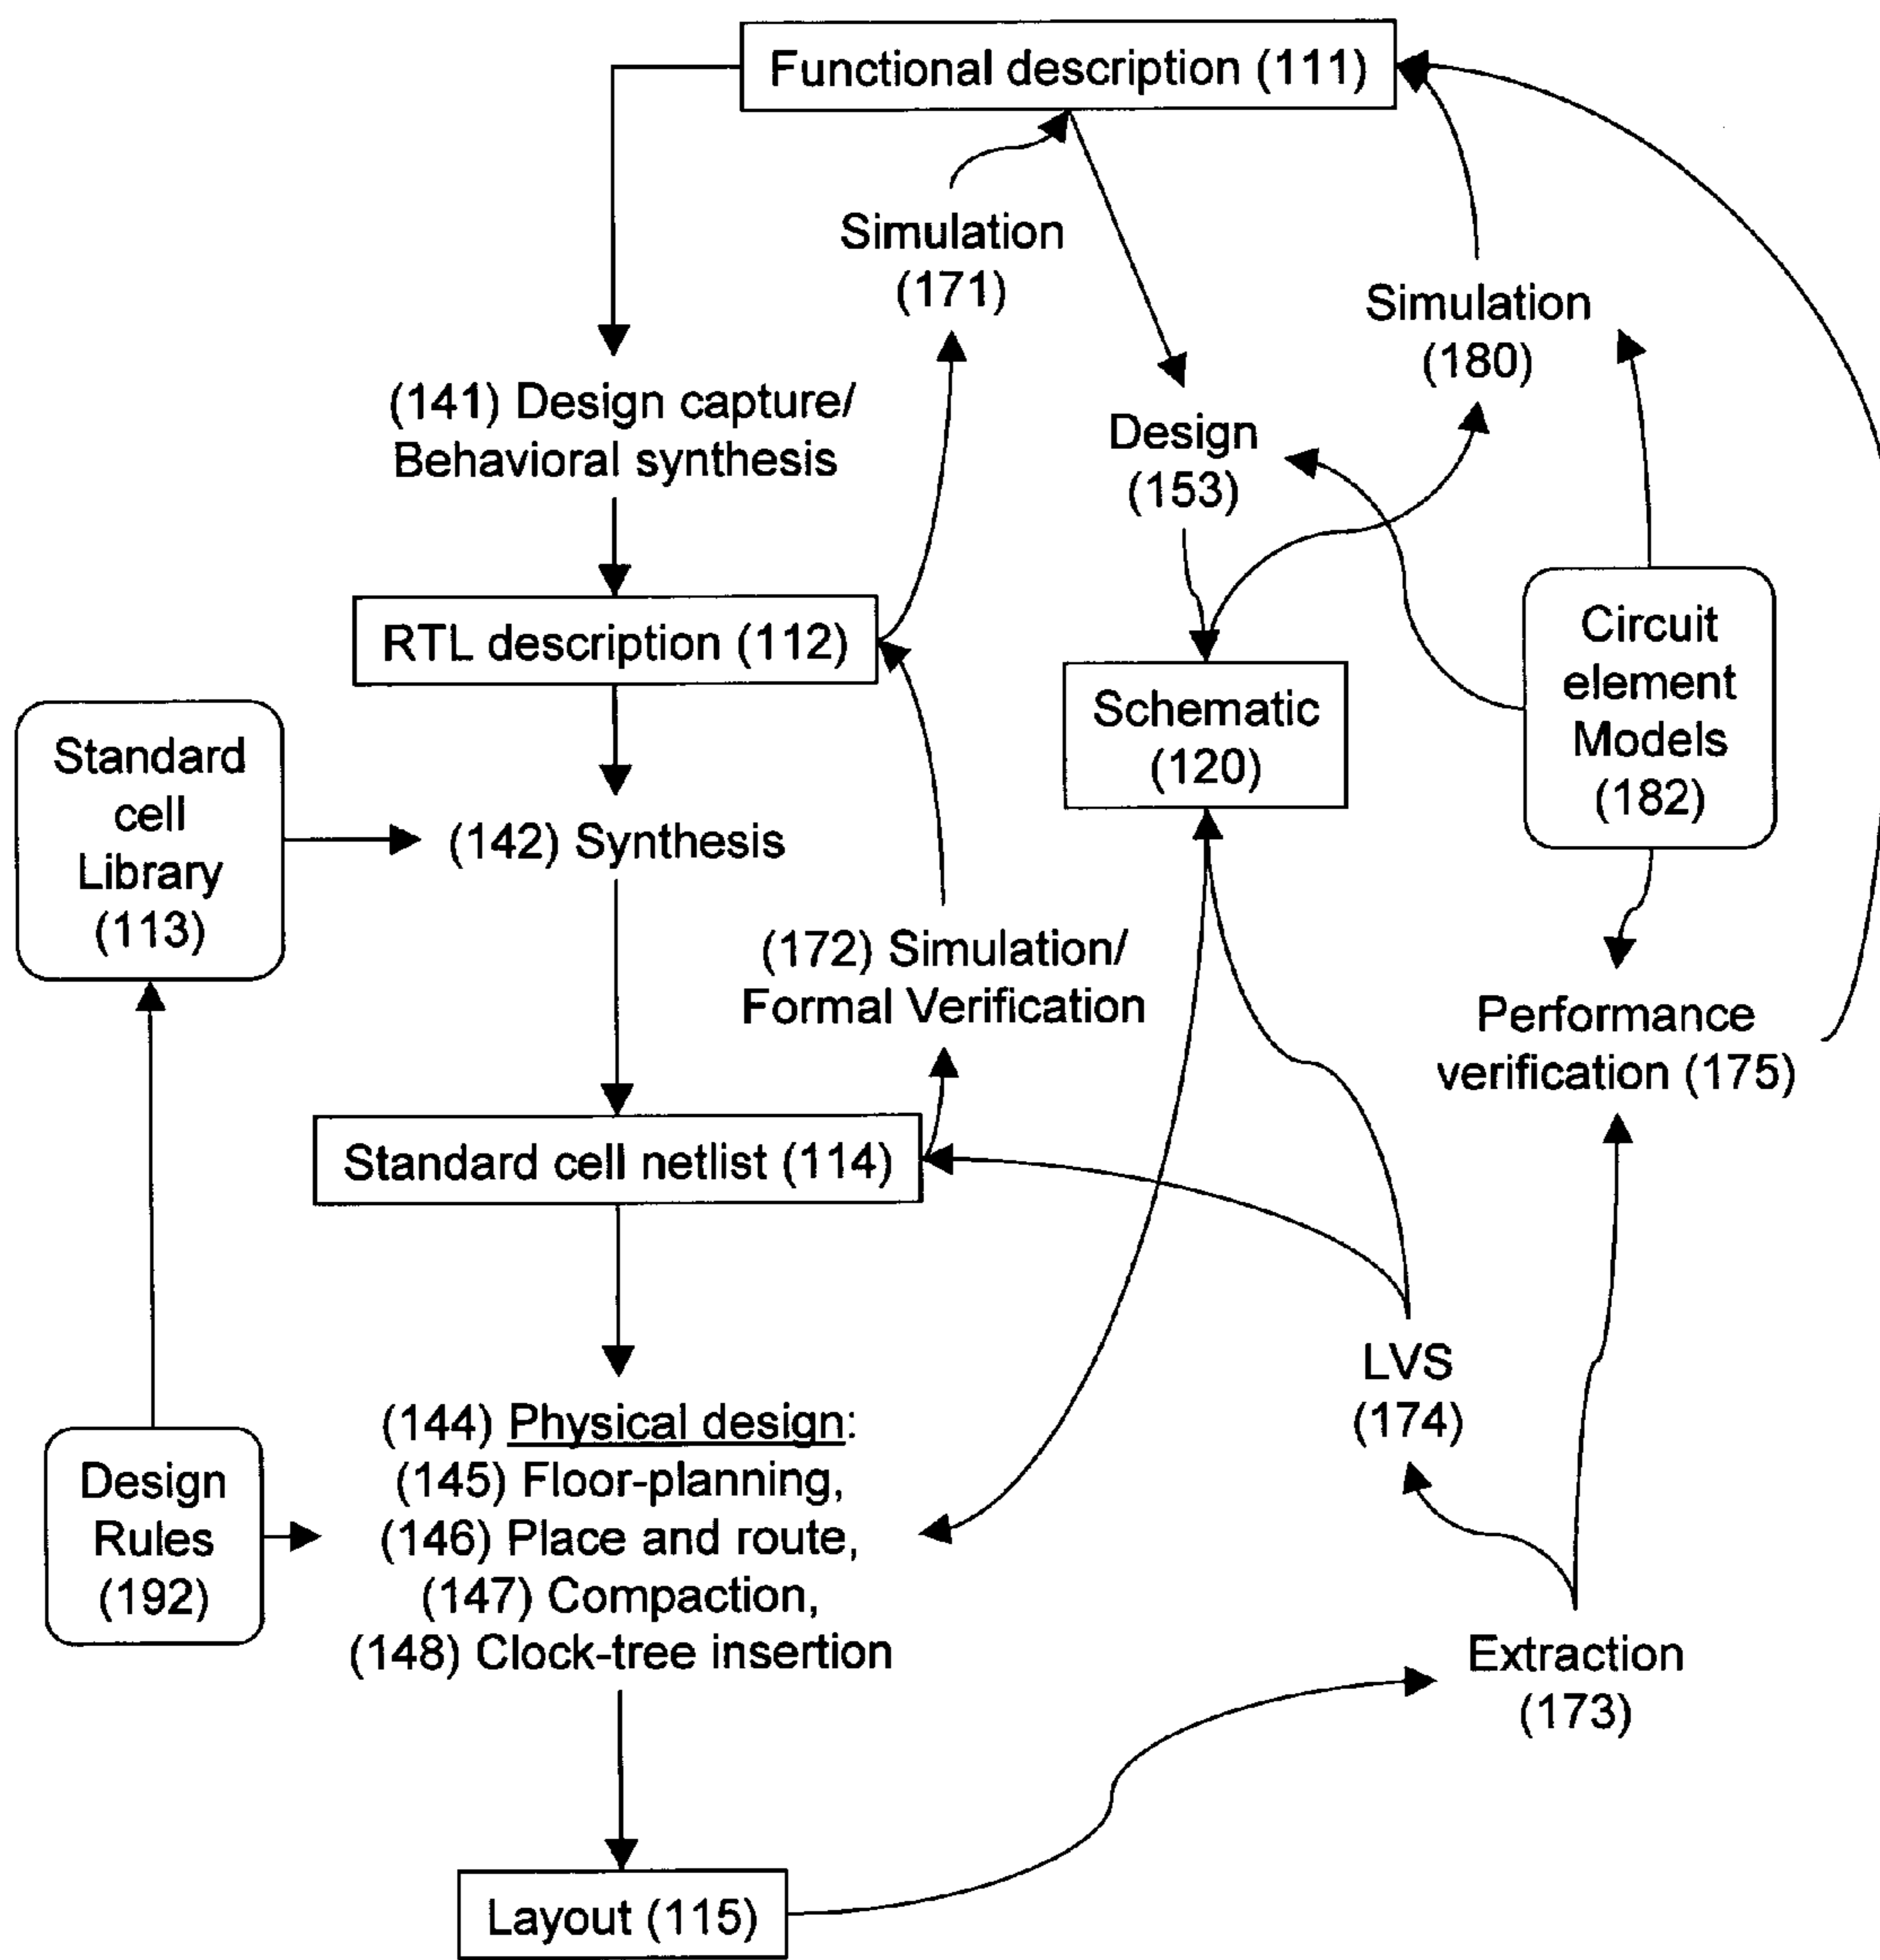 Functional description (111)
Simulation
(171)
Simulation
(180)
(141) Design capture/
Behavioral synthesis
Design
(153)
RTL description (112)
Circuit
element
Models
(182)
Schematic
(120)
Standard
cell
Library
(113)
(142) Synthesis
(172) Simulation/
Formal Verification
Performance
verification (175)
Standard cell netlist (114)
LVS
(174)
Design
Rules
(192)
(144) Physical design:
(145) Floor-planning,
(146) Place and route,
(147) Compaction,
(148) Clock-tree insertion
Extraction
(173)
Layout (115)